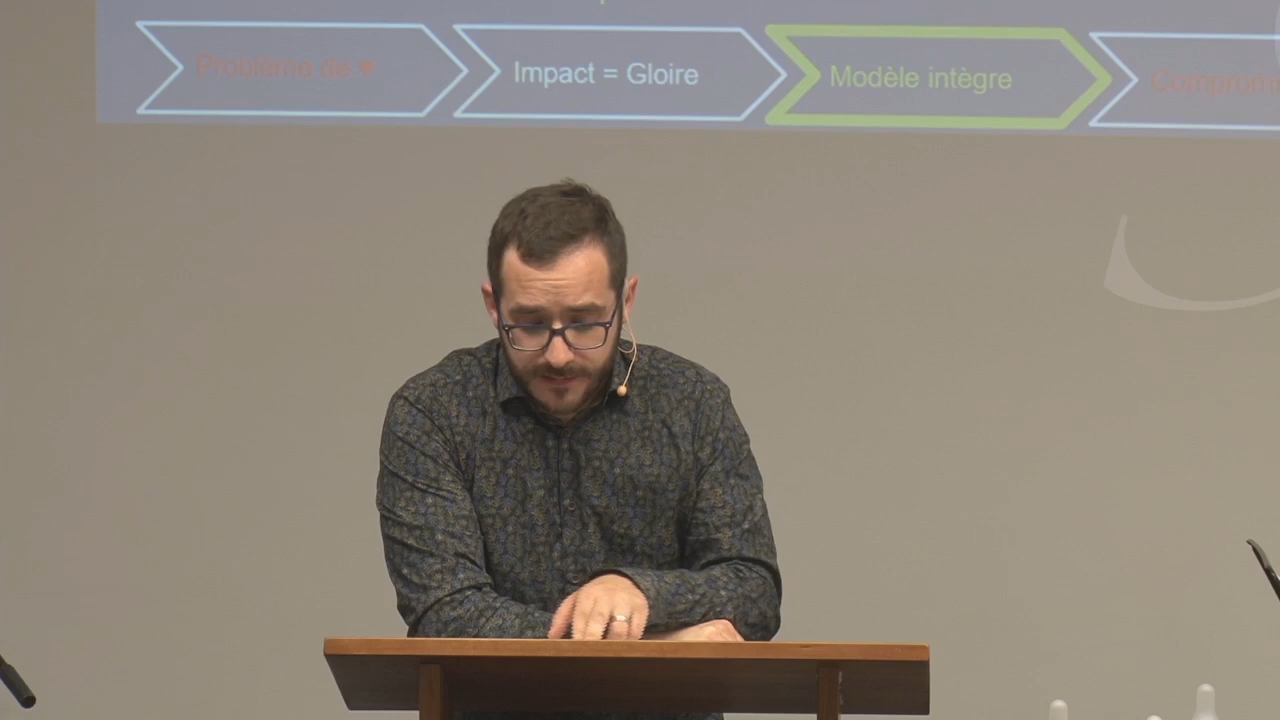 Problème de ♥
Impact = Gloire
Modèle intègre